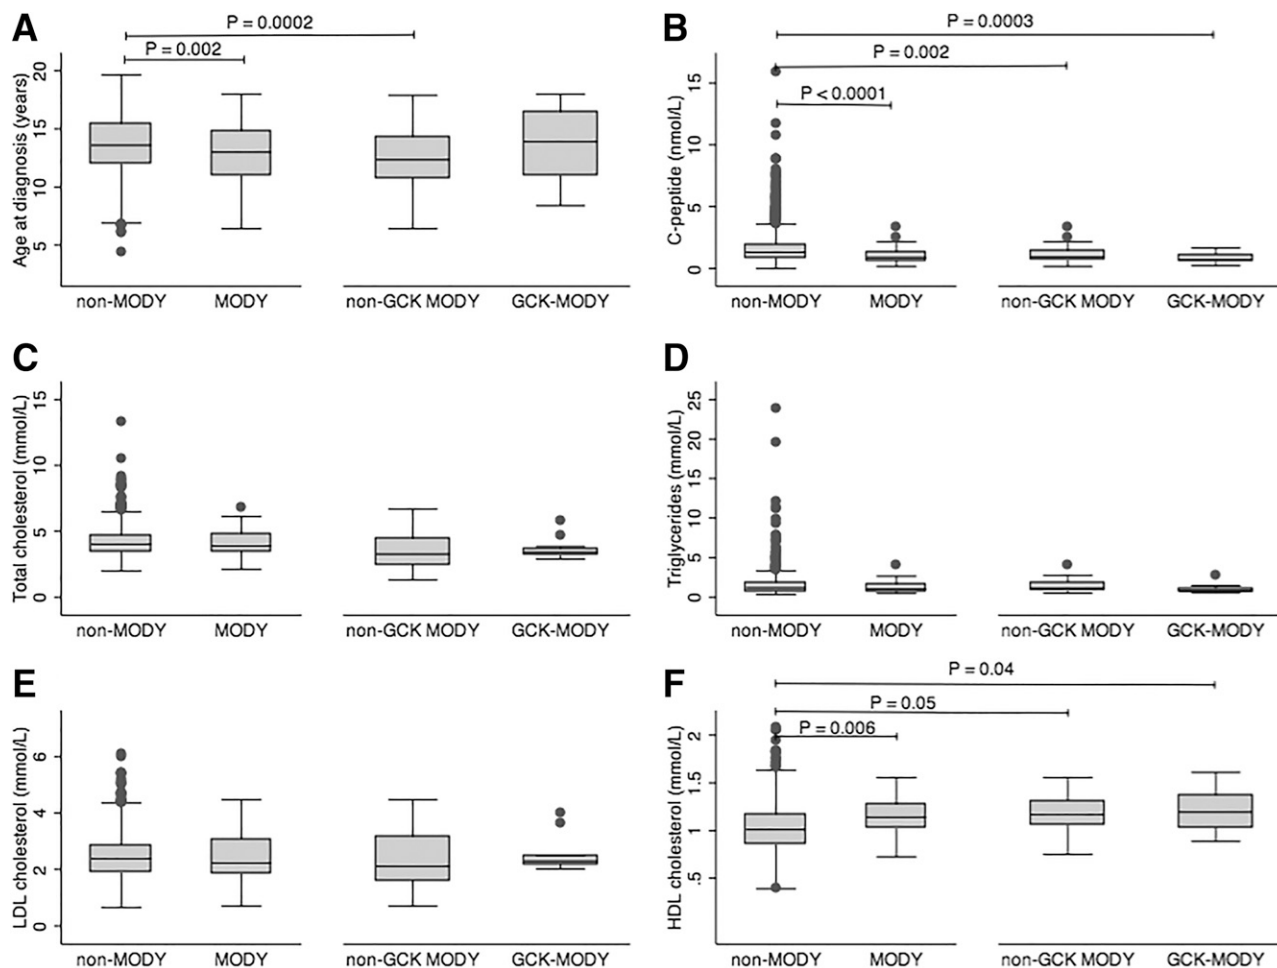 A
P = 0.0002
P = 0.002
Age at diagnosis (years)
20
15
10
5
non-MODY MODY non-GCK MODY GCK-MODY
B
P = 0.0003
P = 0.002
P < 0.0001
C-peptide (nmol/L)
15
10
5
0
non-MODY MODY non-GCK MODY GCK-MODY
C
Total cholesterol (mmol/L)
15
10
5
0
non-MODY MODY non-GCK MODY GCK-MODY
D
Triglycerides (mmol/L)
25
20
15
10
5
0
non-MODY MODY non-GCK MODY GCK-MODY
E
LDL cholesterol (mmol/L)
6
4
2
0
non-MODY MODY non-GCK MODY GCK-MODY
F
P = 0.04
P = 0.05
P = 0.006
HDL cholesterol (mmol/L)
2
1.5
1
.5
non-MODY MODY non-GCK MODY GCK-MODY